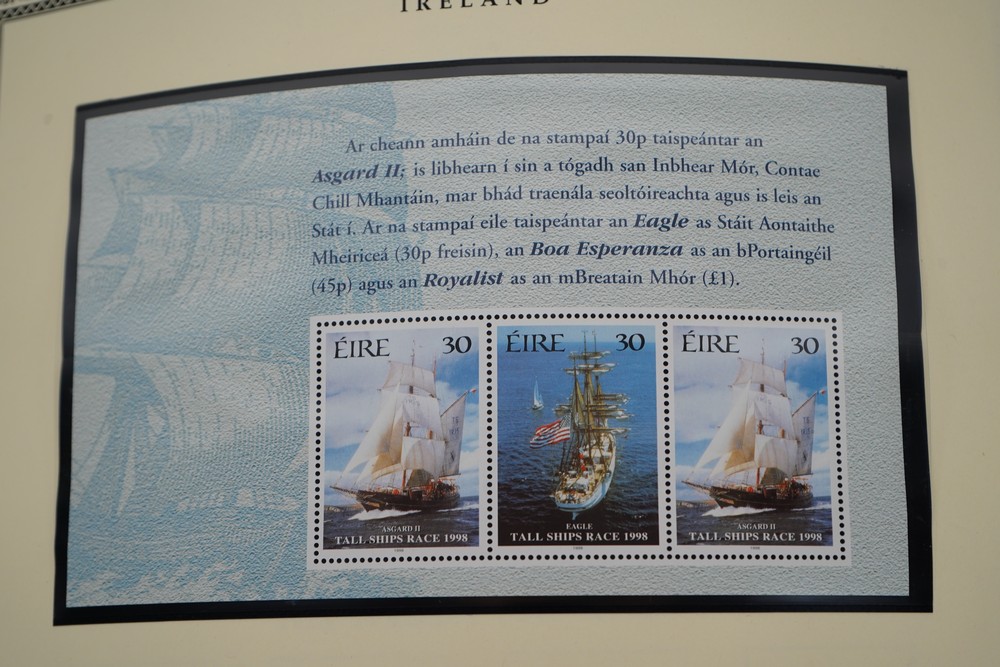 IRELAND
Ar cheann amháin de na stampaí 30p taispeántar an
Asgard II; is libhearn í sin a tógadh san Inbhear Mór, Contae
Chill Mhantáin, mar bhád traenála seoltóireachta agus is leis an
Stát í. Ar na stampaí eile taispeántar an Eagle as Stáit Aontaithe
Mheiriceá (30p freisin), an Boa Esperanza as an bPortaingéil
(45p) agus an Royalist as an mBreatain Mhór (£1).
ÉIRE 30
ASGARD II
TALL SHIPS RACE 1998
1998
ÉIRE 30
EAGLE
TALL SHIPS RACE 1998
1998
ÉIRE 30
ASGARD II
TALL SHIPS RACE 1998
1998